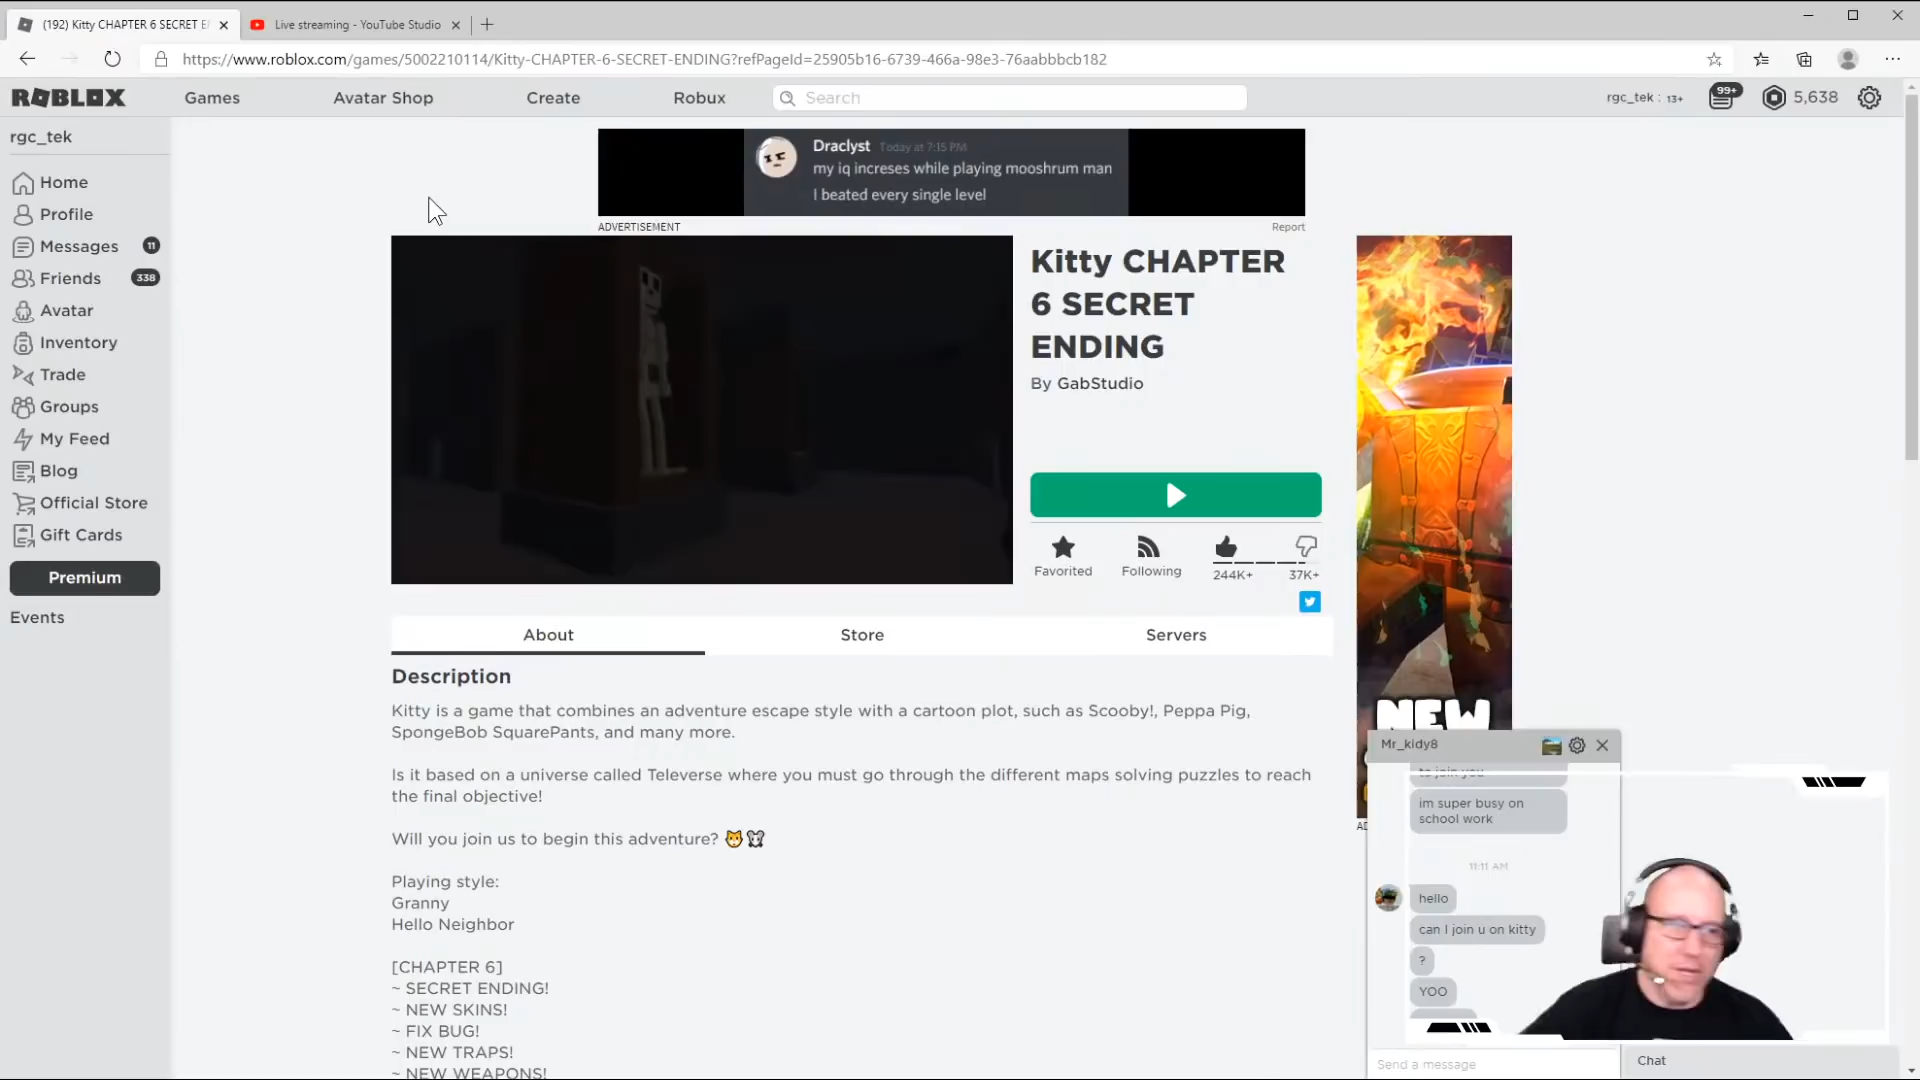 (192) Kitty CHAPTER 6 SECRET E
Live streaming - YouTube Studio
https://www.roblox.com/games/5002210114/Kitty-CHAPTER-6-SECRET-ENDING?refPageId=25905b16-6739-466a-98e3-76aabbbcb182
ROBLOX
Games
Avatar Shop
Create
Robux
Search
rgc_tek : 13+
99+
5,638
rgc_tek
Home
Profile
Messages 11
Friends 338
Avatar
Inventory
Trade
Groups
My Feed
Blog
Official Store
Gift Cards
Premium
Events
Draclyst Today at 7:15 PM
my iq increses while playing mooshrum man
I beated every single level
ADVERTISEMENT
Report
Kitty CHAPTER
6 SECRET
ENDING
By GabStudio
Favorited
Following
244K+
37K+
About
Store
Servers
Description
Kitty is a game that combines an adventure escape style with a cartoon plot, such as Scooby!, Peppa Pig,
SpongeBob SquarePants, and many more.
Is it based on a universe called Televerse where you must go through the different maps solving puzzles to reach
the final objective!
Will you join us to begin this adventure? 🐱🐭
Playing style:
Granny
Hello Neighbor
[CHAPTER 6]
~ SECRET ENDING!
~ NEW SKINS!
~ FIX BUG!
~ NEW TRAPS!
~ NEW WEAPONS!
NEW
AD
Mr_kidy8
to join you
im super busy on
school work
11:11 AM
hello
can I join u on kitty
?
YOO
Send a message
Chat